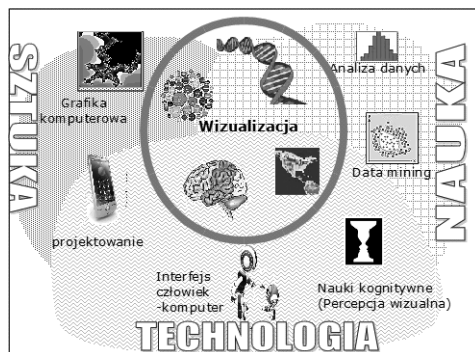 SZTUKA
Grafika
komputerowa
Wizualizacja
Analiza danych
NAUKA
Data mining
projektowanie
Interfejs
człowiek
-komputer
Nauki kognitywne
(Percepcja wizualna)
TECHNOLOGIA